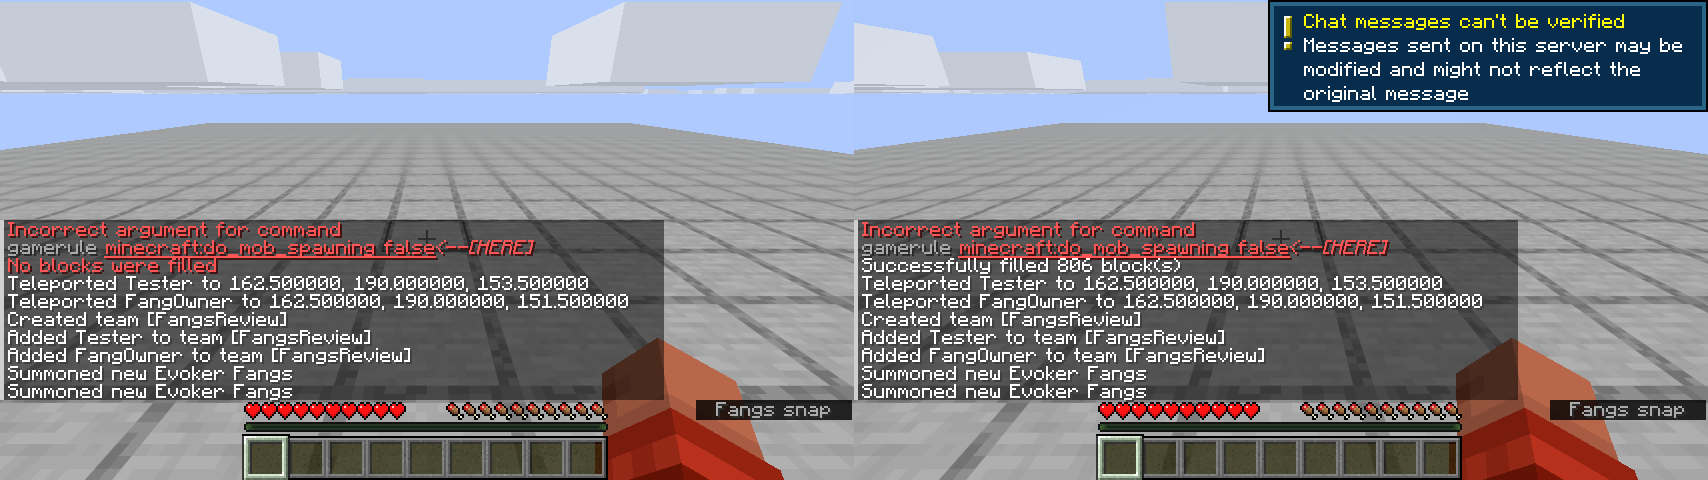 Incorrect argument for command
gamerule minecraft:do_mob_spawning false<--[HERE]
No blocks were filled
Teleported Tester to 162.500000, 190.000000, 153.500000
Teleported FangOwner to 162.500000, 190.000000, 151.500000
Created team [FangsReview]
Added Tester to team [FangsReview]
Added FangOwner to team [FangsReview]
Summoned new Evoker Fangs
Summoned new Evoker Fangs
Fangs snap
Chat messages can't be verified
Messages sent on this server may be
modified and might not reflect the
original message
Incorrect argument for command
gamerule minecraft:do_mob_spawning false<--[HERE]
Successfully filled 806 block(s)
Teleported Tester to 162.500000, 190.000000, 153.500000
Teleported FangOwner to 162.500000, 190.000000, 151.500000
Created team [FangsReview]
Added Tester to team [FangsReview]
Added FangOwner to team [FangsReview]
Summoned new Evoker Fangs
Summoned new Evoker Fangs
Fangs snap